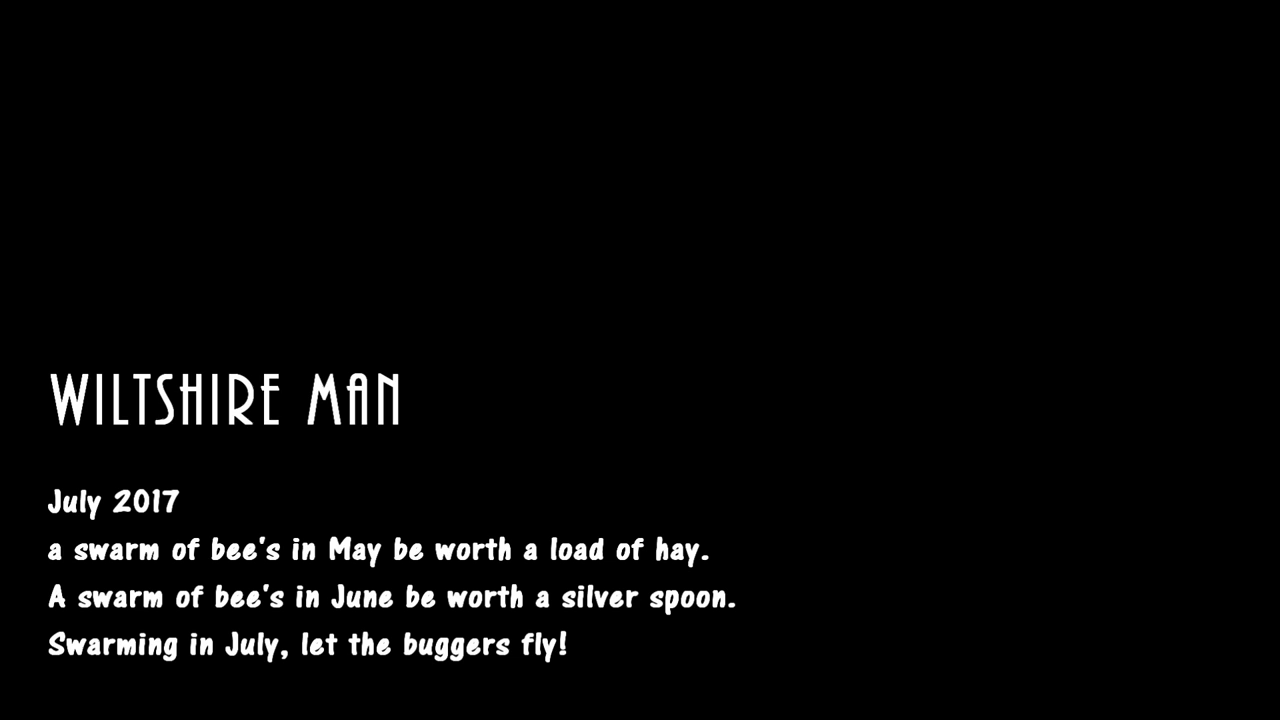 WILTSHIRE MAN
July 2017
a swarm of bee's in May be worth a load of hay.
A swarm of bee's in June be worth a silver spoon.
Swarming in July, let the buggers fly!